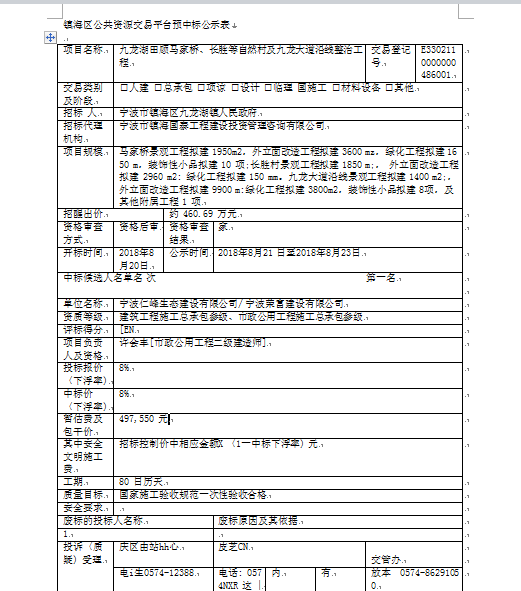 镇海区公共资源交易平台预中标公示表
项目名称 九龙湖田顾马家桥、长胜等自然村及九龙大道沿线整治工程. 交易登记号. E3302110000000486001.
交易类别及阶段. □人建 □总承包 □项谅 □设计 □临理 国施工 □材料设备 □其他
招标 人. 宁波市镇海区九龙湖镇人民政府.
招标代理机构. 宁波市镇海国泰工程建设投资管理咨询有限公司.
项目规模. 马家桥景观工程拟建 1950m2, 外立面改造工程拟建 3600 mz, 绿化工程拟建 16
50 m, 装饰性小品拟建 10 项;长胜村景观工程拟建 1850 m;, 外立面改造工程
拟建 2960 m2; 绿化工程拟建 150 mm。九龙大道沿线景观工程拟建 1400 m2;,
外立面改造工程拟建 9900 m:绿化工程拟建 3800m2, 装饰性小品拟建 8项, 及
其他附属工程 1 项.
招醒出价. 约 460.69 万元.
资格审查方式. 资格后审. 资格审查结果. 家.
开标时间. 2018年8月20日. 公示时间. 2018年8月21 日至2018年8月23日.
中标候选人名单名 次 第一名.
单位名称. 宁波仁峰生态建设有限公司/宁波荣富建设有限公司.
资质等级. 建筑工程施工总承包参级、市政公用工程施工总承包参级.
评标得分. [EN.
项目负责人及资格. 许会丰[市政公用工程二级建造师].
投标报价（下浮率). 8%.
中标价（下浮率). 8%.
暂估费及包干价. 497,550 元
其中安全文明施工费. 招标控制价中相应金额X (1一中标下浮率) 元.
工期. 80 日历天.
质量目标. 国家施工验收规范一次性验收合格.
安全要求.
废标的投标人名称. 废标原因及其依据.
1.
投诉（质疑）受理. 庆区由站hh心. 皮芝CN. 交管办.
电i生0574-12388. 电话: 0574NXR 这 [. 内. 有. 放本 0574-86291050.